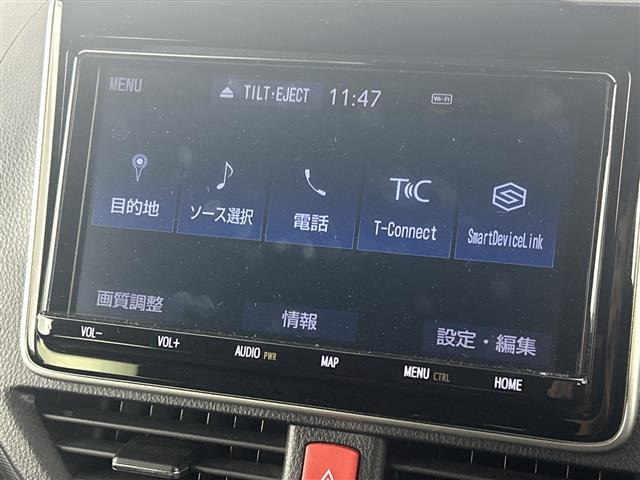 MENU
TILT·EJECT 11:47 Wi-Fi
目的地 ソース選択 電話 T-Connect SmartDeviceLink
画質調整 情報 設定・編集
VOL- VOL+ AUDIO PWR MAP MENU CTRL HOME